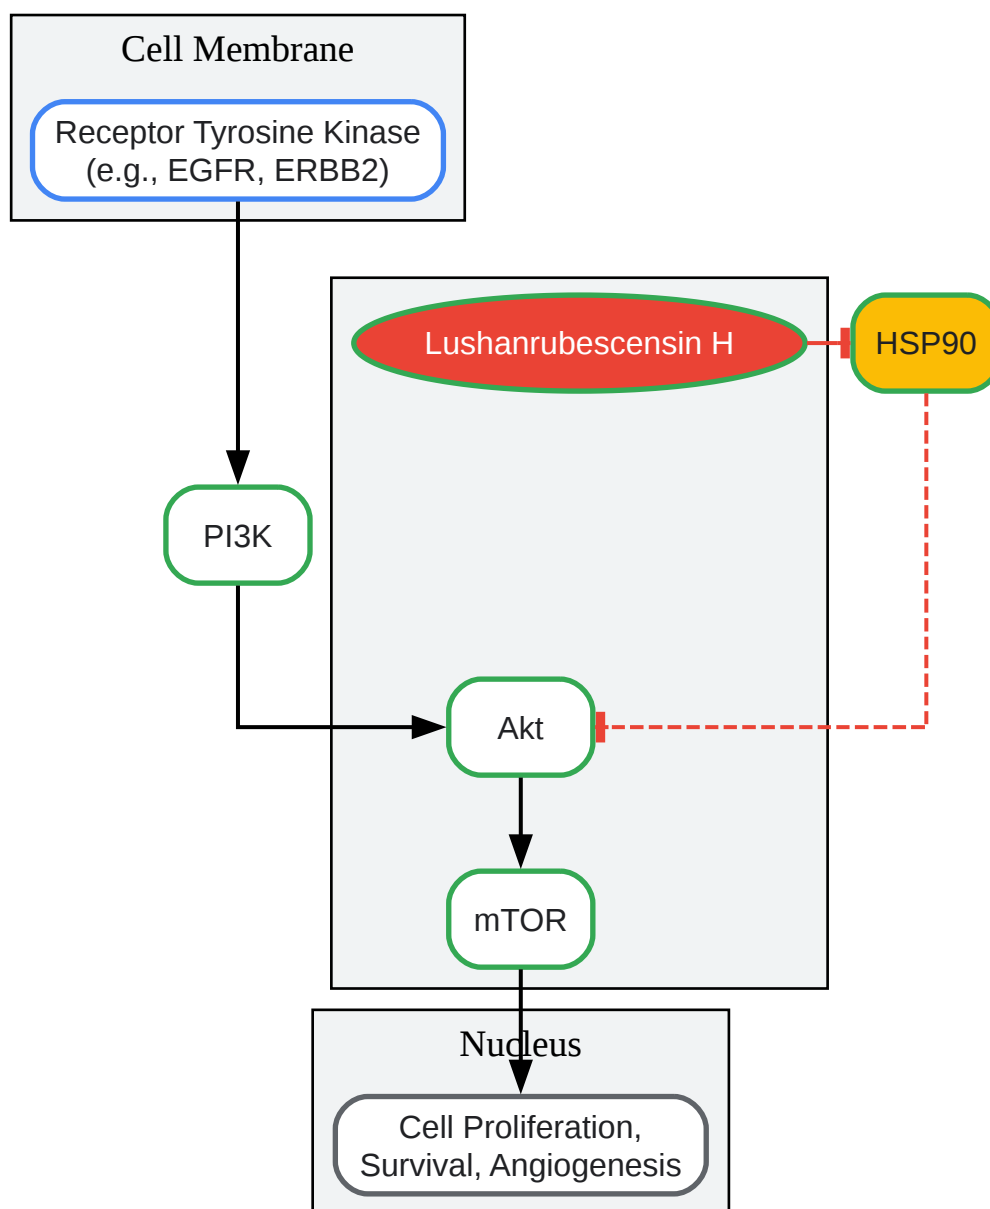 Cell Membrane
Receptor Tyrosine Kinase
(e.g., EGFR, ERBB2)
Lushanrubescensin H
HSP90
PI3K
Akt
mTOR
Nucleus
Cell Proliferation,
Survival, Angiogenesis